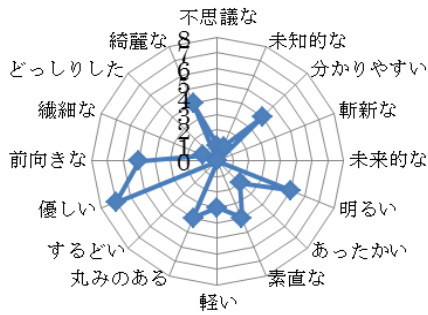 不思議な
綺麗な
未知的な
どっしりした
分かりやすい
繊細な
斬新な
前向きな
未来的な
優しい
明るい
するどい
あったかい
丸みのある
素直な
軽い
8
7
6
5
4
3
2
1
0